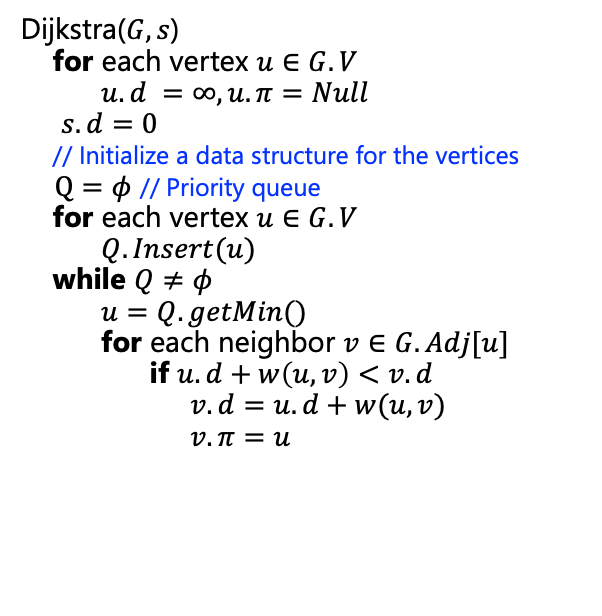 Dijkstra(G, s)
for each vertex u ∈ G.V
u.d = ∞, u.π = Null
s.d = 0
// Initialize a data structure for the vertices
Q = ϕ // Priority queue
for each vertex u ∈ G.V
Q.Insert(u)
while Q ≠ ϕ
u = Q.getMin()
for each neighbor v ∈ G.Adj[u]
if u.d + w(u, v) < v.d
v.d = u.d + w(u, v)
v.π = u